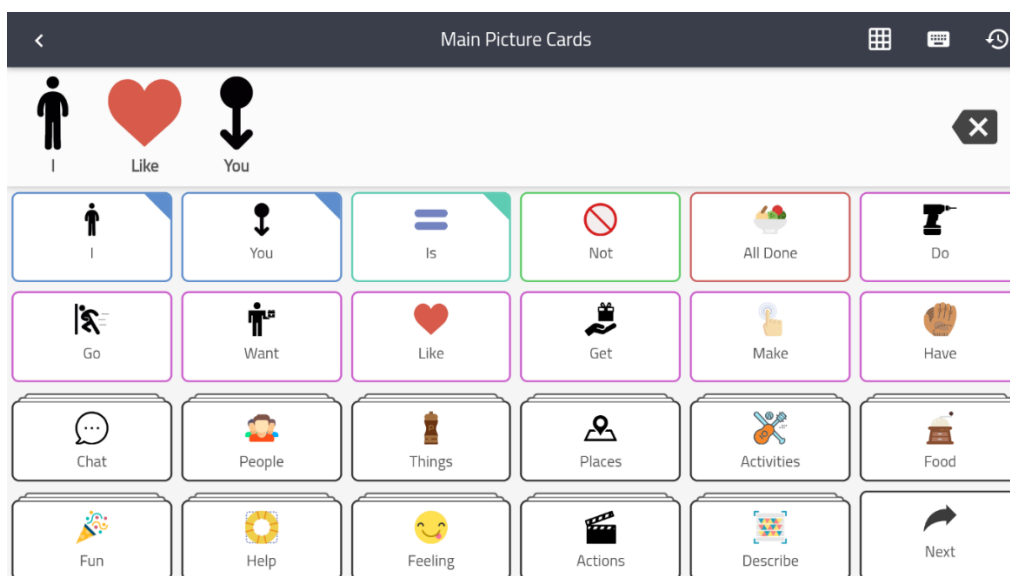 Main Picture Cards
I Like You
I You Is Not All Done Do
Go Want Like Get Make Have
Chat People Things Places Activities Food
Fun Help Feeling Actions Describe Next